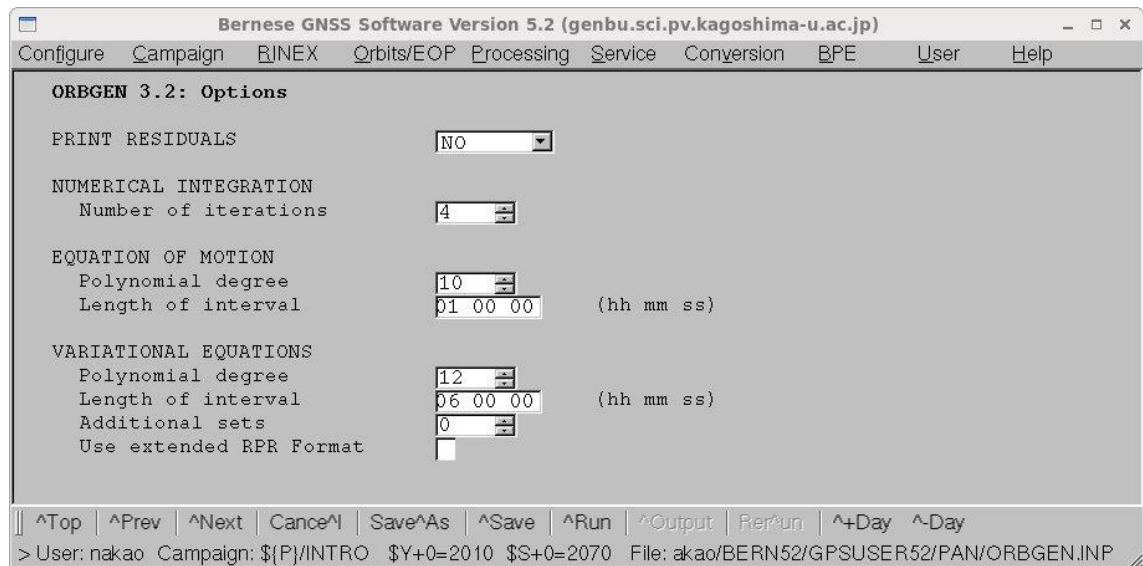 Bernese GNSS Software Version 5.2 (genbu.sci.pv.kagoshima-u.ac.jp)
Configure Campaign RINEX Orbits/EOP Processing Service Conversion BPE User Help
ORBGEN 3.2: Options
PRINT RESIDUALS NO
NUMERICAL INTEGRATION
Number of iterations 4
EQUATION OF MOTION
Polynomial degree 10
Length of interval 01 00 00 (hh mm ss)
VARIATIONAL EQUATIONS
Polynomial degree 12
Length of interval 06 00 00 (hh mm ss)
Additional sets 0
Use extended RPR Format
^Top | ^Prev | ^Next | Cance^l | Save^As | ^Save | ^Run | ^Output | Rer^un | ^+Day ^-Day
> User: nakao Campaign: ${P}/INTRO $Y+0=2010 $S+0=2070 File: akao/BERN52/GPSUSER52/PAN/ORBGEN.INP